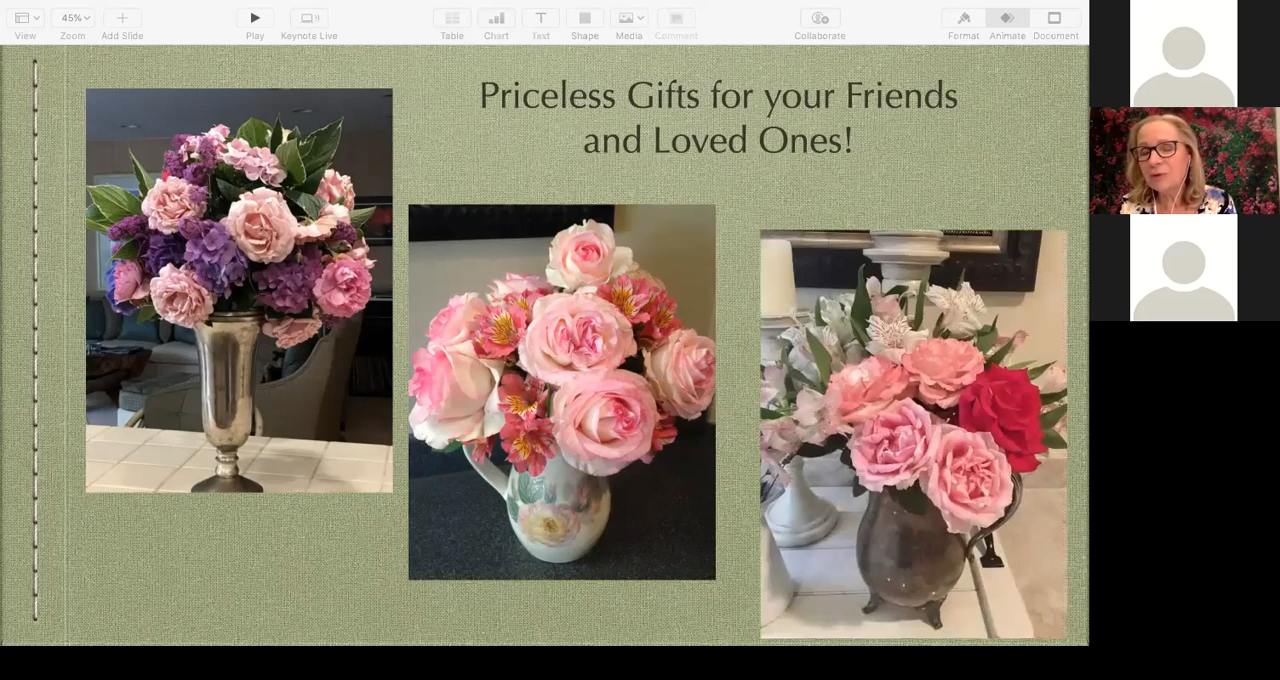 45%
View
Zoom
Add Slide
Play
Keynote Live
Table
Chart
Text
Shape
Media
Comment
Collaborate
Format
Animate
Document
Priceless Gifts for your Friends
and Loved Ones!